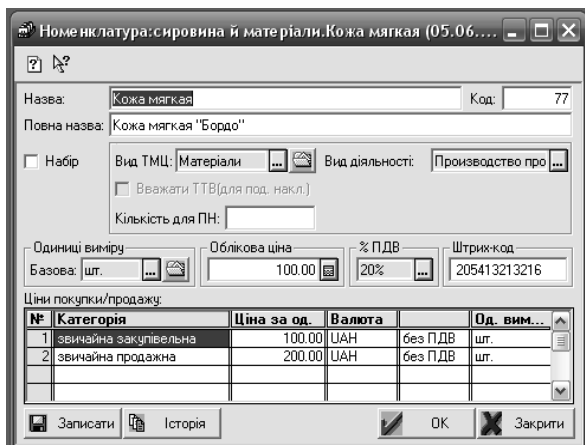 Номенклатура:сировина й матеріали.Кожа мягкая (05.06....
Назва: Кожа мягкая Код: 77
Повна назва: Кожа мягкая "Бордо"
Набір Вид ТМЦ: Матеріали ... Вид діяльності: Производство про ...
Вважати ТТВ(для под. накл.)
Кількість для ПН:
Одиниці виміру Облікова ціна % ПДВ Штрих-код
Базова: шт. ... 100.00 20% ... 205413213216
Ціни покупки/продажу:
№ Категорія Ціна за од. Валюта Од. вим...
1 звичайна закупівельна 100.00 UAH без ПДВ шт.
2 звичайна продажна 200.00 UAH без ПДВ шт.
Записати Історія OK Закрити